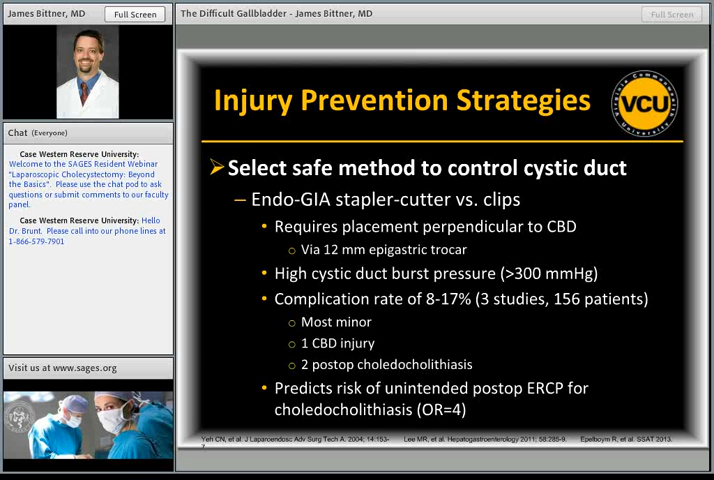 James Bittner, MD
Full Screen
The Difficult Gallbladder - James Bittner, MD
Full Screen
Chat (Everyone)
Case Western Reserve University:
Welcome to the SAGES Resident Webinar
"Laparoscopic Cholecystectomy: Beyond
the Basics". Please use the chat pod to ask
questions or submit comments to our faculty
panel.
Case Western Reserve University: Hello
Dr. Brunt. Please call into our phone lines at
1-866-579-7901
Visit us at www.sages.org
Injury Prevention Strategies
VCU
Virginia Commonwealth University
➢Select safe method to control cystic duct
– Endo-GIA stapler-cutter vs. clips
• Requires placement perpendicular to CBD
○ Via 12 mm epigastric trocar
• High cystic duct burst pressure (>300 mmHg)
• Complication rate of 8-17% (3 studies, 156 patients)
○ Most minor
○ 1 CBD injury
○ 2 postop choledocholithiasis
• Predicts risk of unintended postop ERCP for
choledocholithiasis (OR=4)
Yeh CN, et al. J Laparoendosc Adv Surg Tech A. 2004; 14:153- Lee MR, et al. Hepatogastroenterology 2011; 58:285-9. Epelboym R, et al. SSAT 2013.
7.